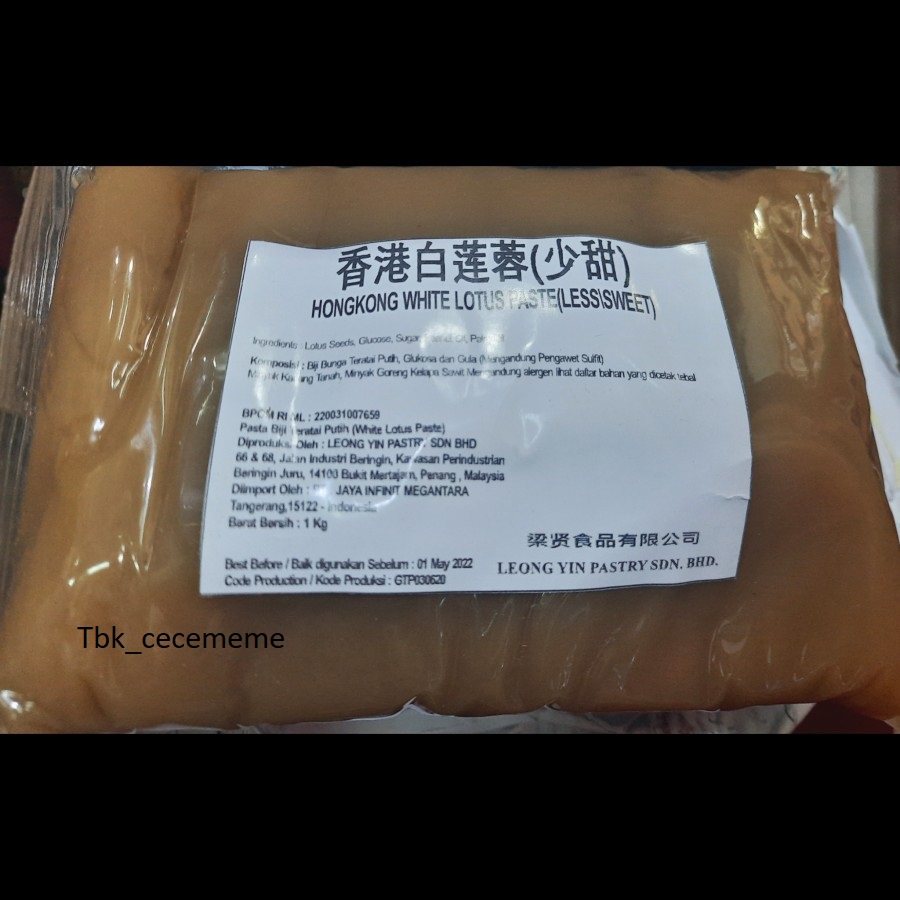 香港白莲蓉(少甜)
HONGKONG WHITE LOTUS PASTE(LESS\SWEET)
Ingredients : Lotus Seeds, Glucose, Sugar, Oil,
Komposisi : Biji Bunga Teratai Putih, Glukosa dan Gula (Mengandung Pengawet Sulfit)
Minyak Kacang Tanah, Minyak Goreng Kelapa Sawit Mengandung alergen lihat daftar bahan yang dicetak tebal
BPOM RI ML : 220031007659
Pasta Biji Teratai Putih (White Lotus Paste)
Diproduksi Oleh : LEONG YIN PASTRY SDN BHD
66 & 68, Jalan Industri Beringin, Kawasan Perindustrian
Beringin Juru, 14100 Bukit Mertajam, Penang , Malaysia
Diimport Oleh : JAYA INFINIT MEGANTARA
Tangerang,15122 - Indonesia
Barat Bersih : 1 Kg
Best Before / Baik digunakan Sebelum : 01 May 2022
Code Production / Kode Produksi : GTP030620
梁贤食品有限公司
LEONG YIN PASTRY SDN. BHD.
Tbk_cecememe